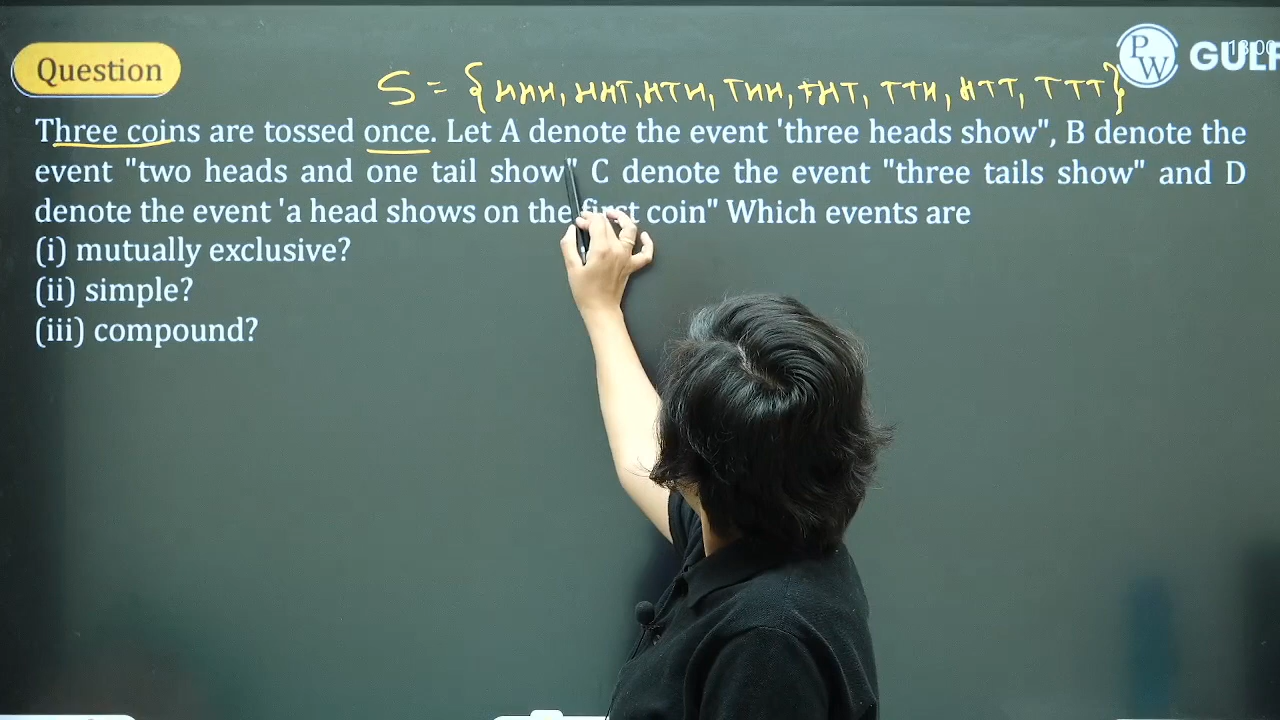 Question
S = {HHH, HHT, HTH, THH, THT, TTH, HTT, TTT}
PW GULF
Three coins are tossed once. Let A denote the event 'three heads show", B denote the
event "two heads and one tail show" C denote the event "three tails show" and D
denote the event 'a head shows on the first coin" Which events are
(i) mutually exclusive?
(ii) simple?
(iii) compound?